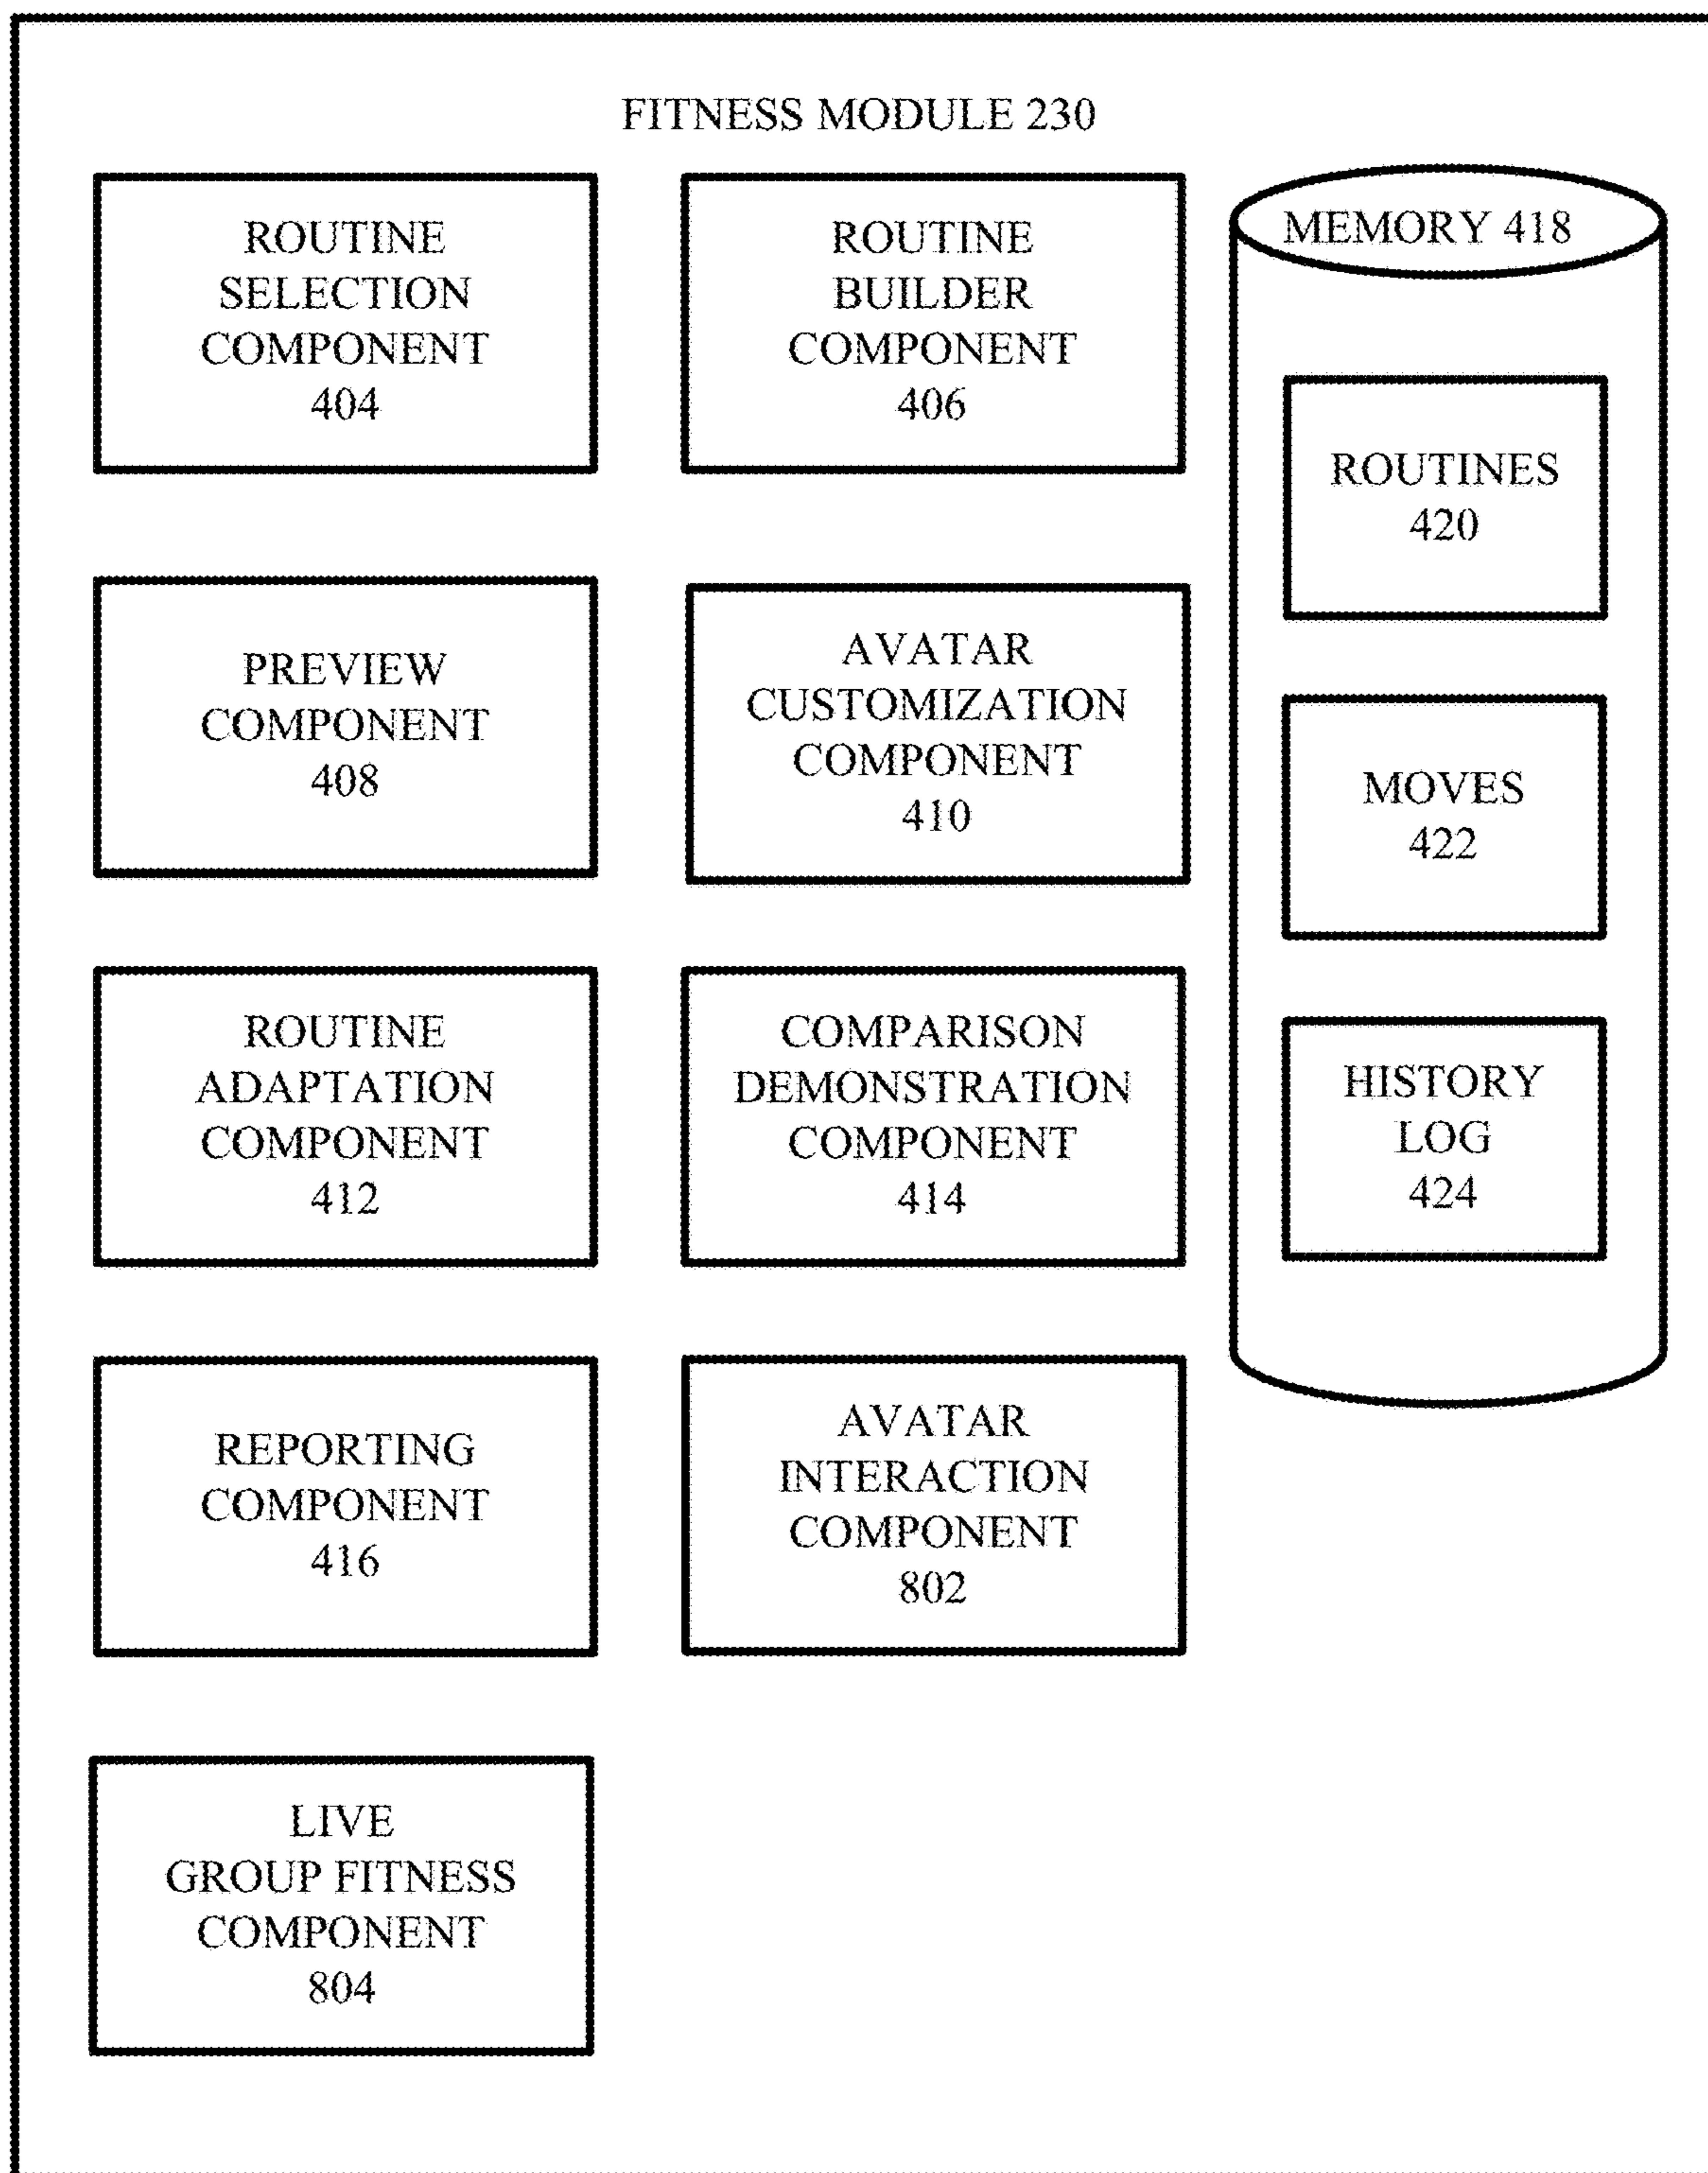 FITNESS MODULE 230
ROUTINE
SELECTION
COMPONENT
404
ROUTINE
BUILDER
COMPONENT
406
MEMORY 418
ROUTINES
420
PREVIEW
COMPONENT
408
AVATAR
CUSTOMIZATION
COMPONENT
410
MOVES
422
ROUTINE
ADAPTATION
COMPONENT
412
COMPARISON
DEMONSTRATION
COMPONENT
414
HISTORY
LOG
424
REPORTING
COMPONENT
416
AVATAR
INTERACTION
COMPONENT
802
LIVE
GROUP FITNESS
COMPONENT
804